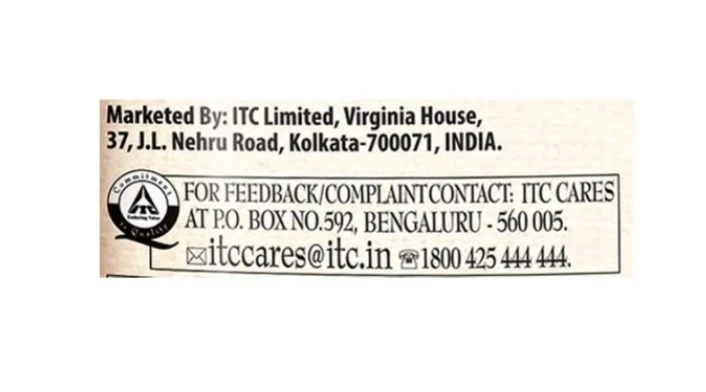 Marketed By: ITC Limited, Virginia House,
37, J.L. Nehru Road, Kolkata-700071, INDIA.
Commitment
ITC
Enduring Value
to Quality
FOR FEEDBACK/COMPLAINT CONTACT: ITC CARES
AT P.O. BOX NO.592, BENGALURU - 560 005.
itccares@itc.in 1800 425 444 444.